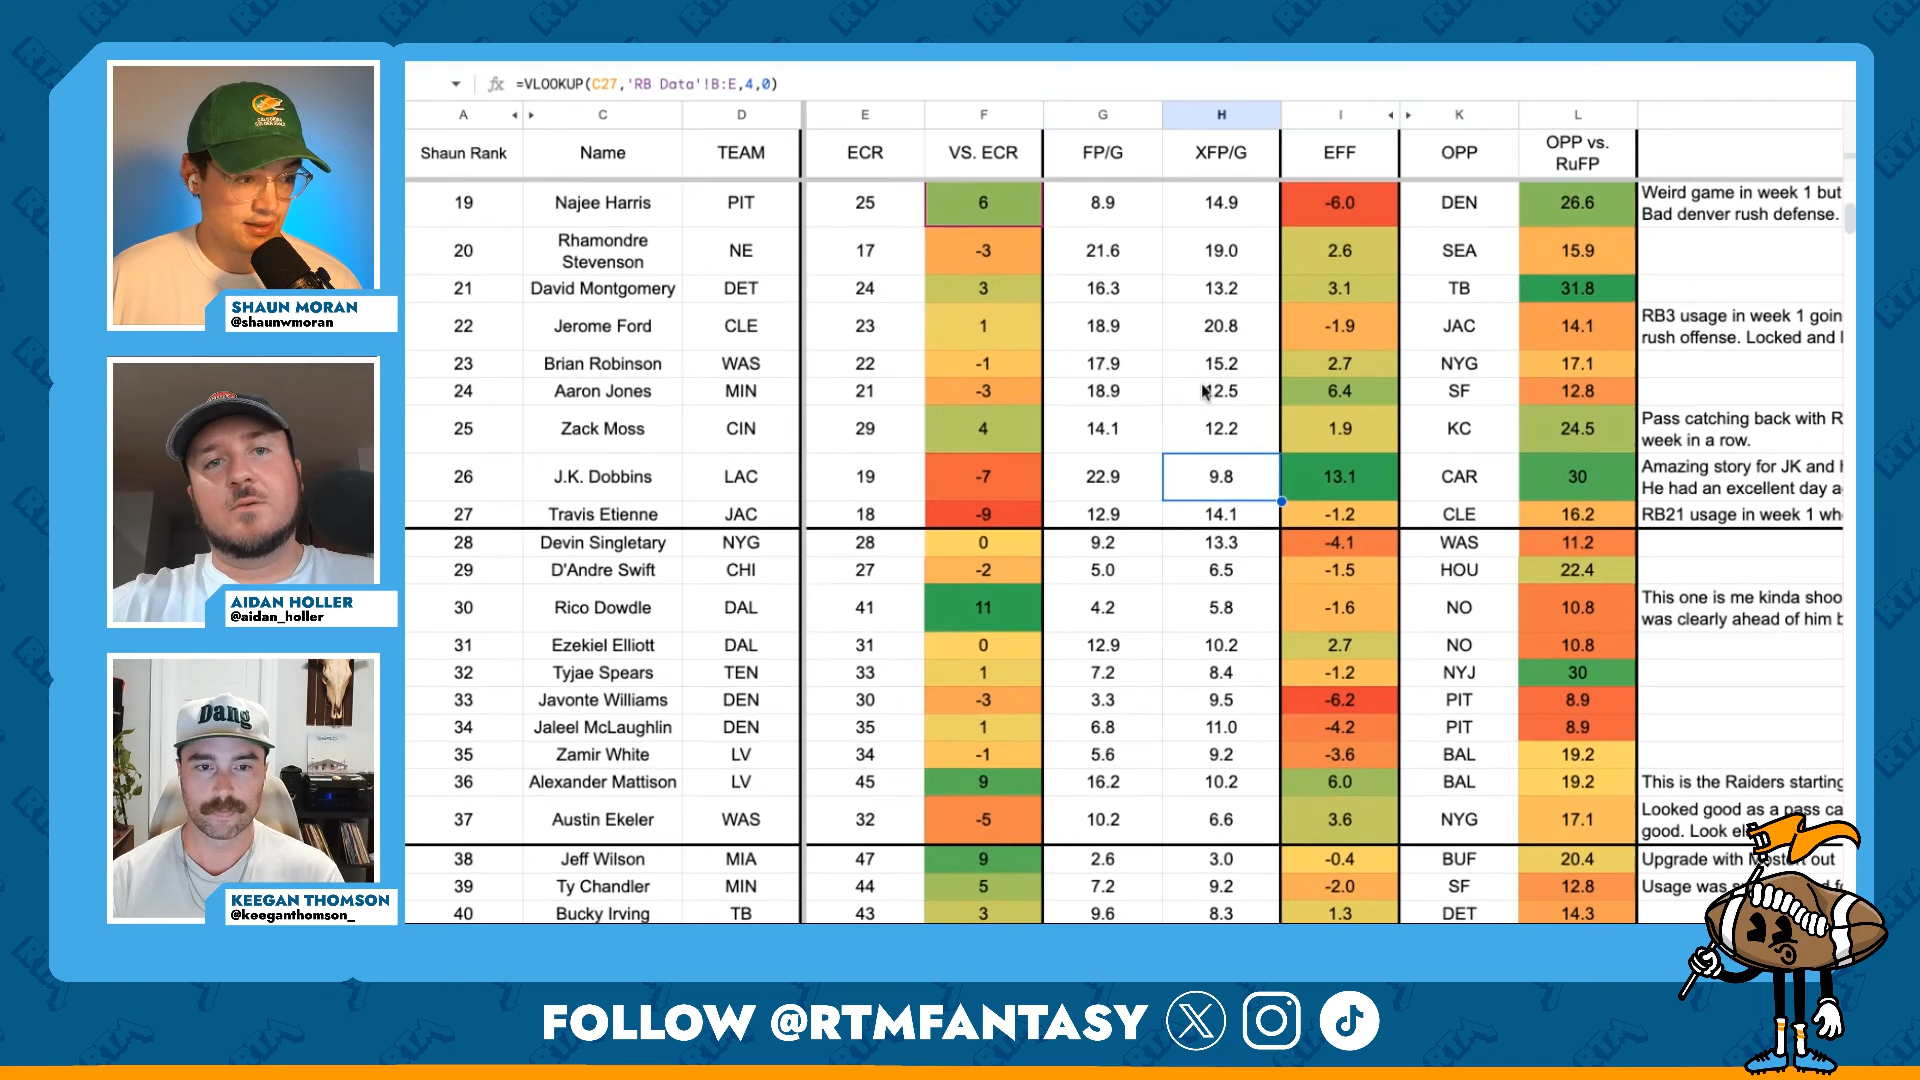 =VLOOKUP(C27,'RB Data'!B:E,4,0)
A C D E F G H I K L
Shaun Rank Name TEAM ECR VS. ECR FP/G XFP/G EFF OPP OPP vs. RuFP
19 Najee Harris PIT 25 6 8.9 14.9 -6.0 DEN 26.6 Weird game in week 1 but
Bad denver rush defense.
20 Rhamondre Stevenson NE 17 -3 21.6 19.0 2.6 SEA 15.9
21 David Montgomery DET 24 3 16.3 13.2 3.1 TB 31.8
22 Jerome Ford CLE 23 1 18.9 20.8 -1.9 JAC 14.1 RB3 usage in week 1 goin
rush offense. Locked and l
23 Brian Robinson WAS 22 -1 17.9 15.2 2.7 NYG 17.1
24 Aaron Jones MIN 21 -3 18.9 12.5 6.4 SF 12.8
25 Zack Moss CIN 29 4 14.1 12.2 1.9 KC 24.5 Pass catching back with R
week in a row.
26 J.K. Dobbins LAC 19 -7 22.9 9.8 13.1 CAR 30 Amazing story for JK and h
He had an excellent day a
27 Travis Etienne JAC 18 -9 12.9 14.1 -1.2 CLE 16.2 RB21 usage in week 1 wh
28 Devin Singletary NYG 28 0 9.2 13.3 -4.1 WAS 11.2
29 D'Andre Swift CHI 27 -2 5.0 6.5 -1.5 HOU 22.4
30 Rico Dowdle DAL 41 11 4.2 5.8 -1.6 NO 10.8 This one is me kinda shoo
was clearly ahead of him b
31 Ezekiel Elliott DAL 31 0 12.9 10.2 2.7 NO 10.8
32 Tyjae Spears TEN 33 1 7.2 8.4 -1.2 NYJ 30
33 Javonte Williams DEN 30 -3 3.3 9.5 -6.2 PIT 8.9
34 Jaleel McLaughlin DEN 35 1 6.8 11.0 -4.2 PIT 8.9
35 Zamir White LV 34 -1 5.6 9.2 -3.6 BAL 19.2
36 Alexander Mattison LV 45 9 16.2 10.2 6.0 BAL 19.2 This is the Raiders starting
37 Austin Ekeler WAS 32 -5 10.2 6.6 3.6 NYG 17.1 Looked good as a pass ca
good. Look
38 Jeff Wilson MIA 47 9 2.6 3.0 -0.4 BUF 20.4 Upgrade with Mostert out
39 Ty Chandler MIN 44 5 7.2 9.2 -2.0 SF 12.8 Usage was
40 Bucky Irving TB 43 3 9.6 8.3 1.3 DET 14.3
SHAUN MORAN
@shaunwmoran
AIDAN HOLLER
@aidan_holler
Dang
KEEGAN THOMSON
@keeganthomson_
FOLLOW @RTMFANTASY